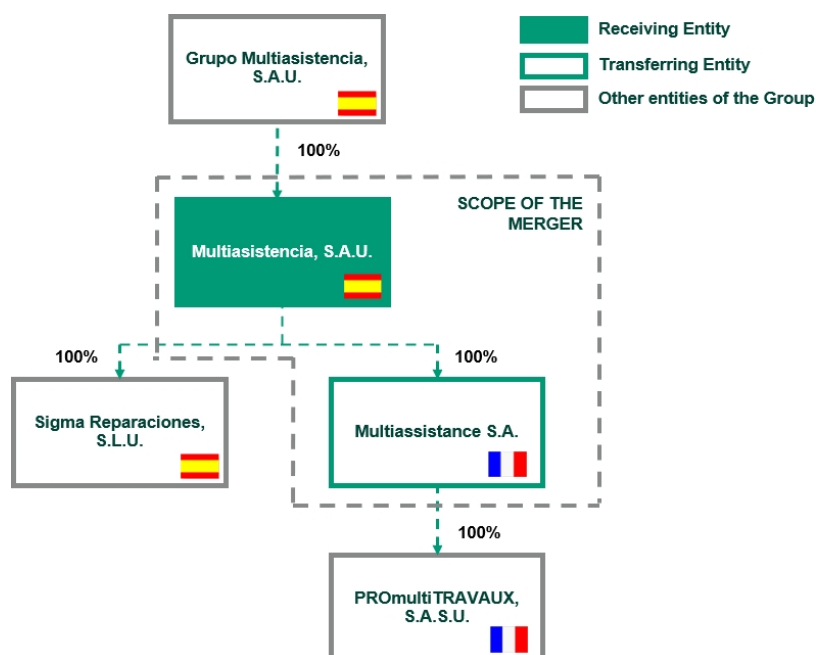 Grupo Multiasistencia,
S.A.U.
Receiving Entity
Transferring Entity
Other entities of the Group
100%
SCOPE OF THE
MERGER
Multiasistencia, S.A.U.
100%
100%
Sigma Reparaciones,
S.L.U.
Multiassistance S.A.
100%
PROmultiTRAVAUX,
S.A.S.U.